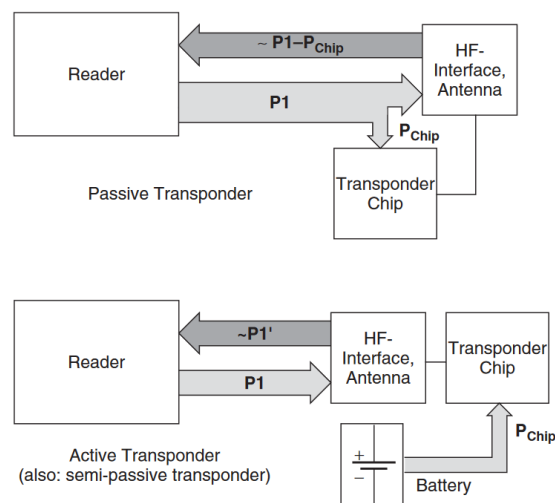 ~ P1–PChip
Reader
HF-
Interface,
Antenna
P1
PChip
Transponder
Chip
Passive Transponder
~P1'
Reader
HF-
Interface,
Antenna
Transponder
Chip
P1
PChip
Active Transponder
(also: semi-passive transponder)
+
–
Battery